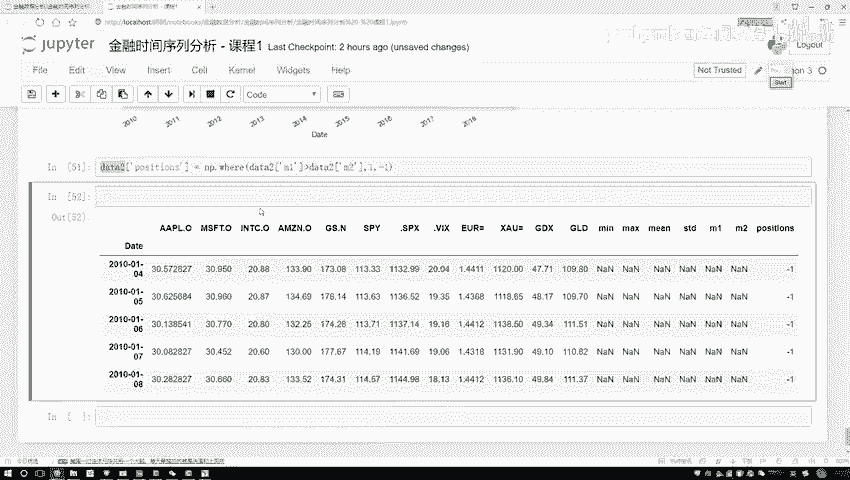 jupyter 金融时间序列分析 - 课程1 Last Checkpoint: 2 hours ago (unsaved changes)
Logout
File Edit View Insert Cell Kernel Widgets Help
Not Trusted
Code
2010 2011 2012 2013 2014 2015 2016 2017 2018
Date
In [51]: data2['positions'] = np.where(data2['m1']>data2['m2'],1,-1)
In [52]:
Out[52]:
AAPL.O MSFT.O INTC.O AMZN.O GS.N SPY .SPX .VIX EUR= XAU= GDX GLD min max mean std m1 m2 positions
Date
2010-01-04 30.572827 30.950 20.88 133.90 173.08 113.33 1132.99 20.04 1.4411 1120.00 47.71 109.80 NaN NaN NaN NaN NaN NaN -1
2010-01-05 30.625684 30.960 20.87 134.69 176.14 113.63 1136.52 19.35 1.4368 1118.65 48.17 109.70 NaN NaN NaN NaN NaN NaN -1
2010-01-06 30.138541 30.770 20.80 132.25 174.26 113.71 1137.14 19.16 1.4412 1138.50 49.34 111.51 NaN NaN NaN NaN NaN NaN -1
2010-01-07 30.082827 30.452 20.60 130.00 177.67 114.19 1141.69 19.06 1.4318 1131.90 49.10 110.82 NaN NaN NaN NaN NaN NaN -1
2010-01-08 30.282827 30.660 20.83 133.52 174.31 114.57 1144.98 18.13 1.4412 1136.10 49.84 111.37 NaN NaN NaN NaN NaN NaN -1
In [ ]: